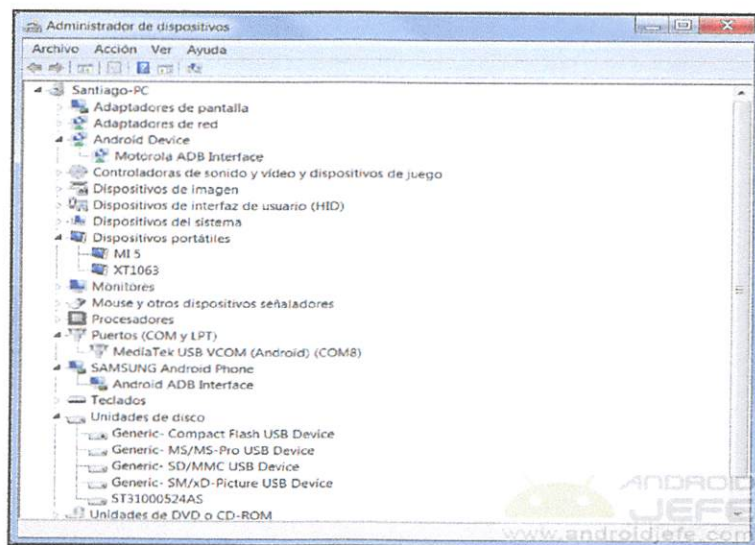 Administrador de dispositivos
Archivo Acción Ver Ayuda
Santiago-PC
Adaptadores de pantalla
Adaptadores de red
Android Device
Motorola ADB Interface
Controladoras de sonido y vídeo y dispositivos de juego
Dispositivos de imagen
Dispositivos de interfaz de usuario (HID)
Dispositivos del sistema
Dispositivos portátiles
MI 5
XT1063
Monitores
Mouse y otros dispositivos señaladores
Procesadores
Puertos (COM y LPT)
MediaTek USB VCOM (Android) (COM8)
SAMSUNG Android Phone
Android ADB Interface
Teclados
Unidades de disco
Generic- Compact Flash USB Device
Generic- MS/MS-Pro USB Device
Generic- SD/MMC USB Device
Generic- SM/xD-Picture USB Device
ST31000524AS
Unidades de DVD o CD-ROM
ANDROID
JEFE
www.androidjefe.com